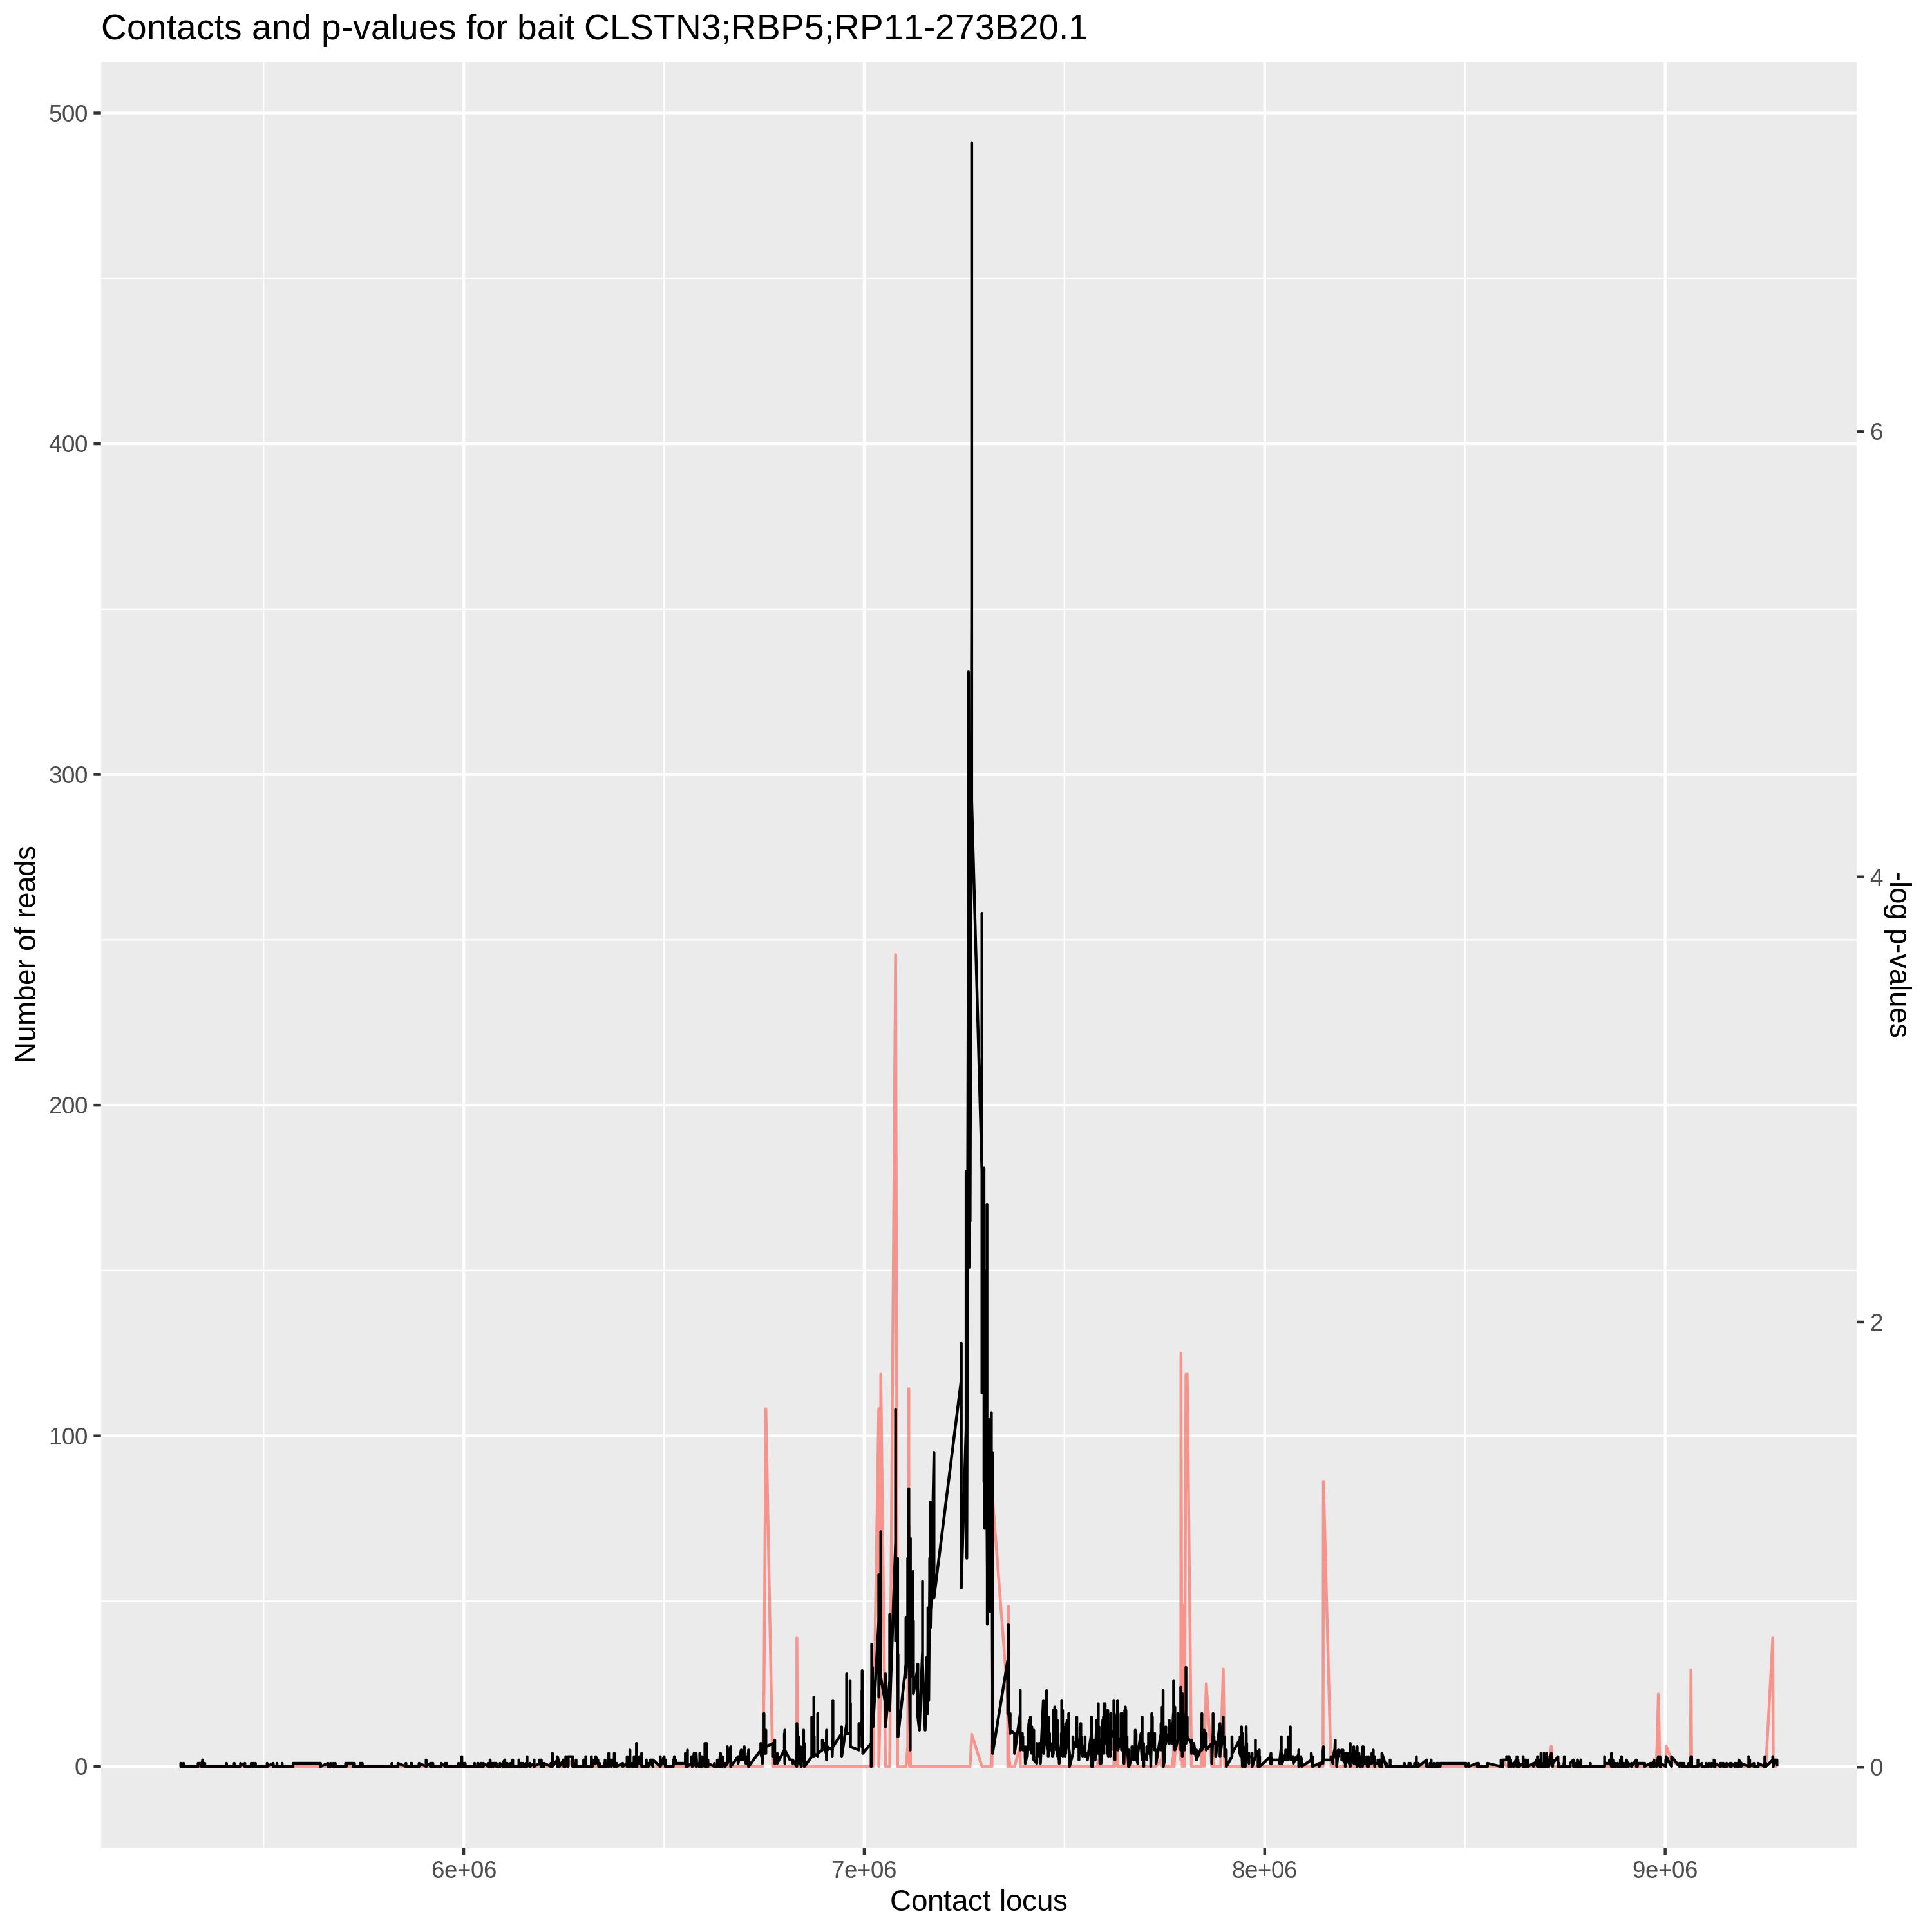 Contacts and p-values for bait CLSTN3;RBP5;RP11-273B20.1
500
400
300
200
100
0
Number of reads
6
4
2
0
-log p-values
6e+06
7e+06
8e+06
9e+06
Contact locus